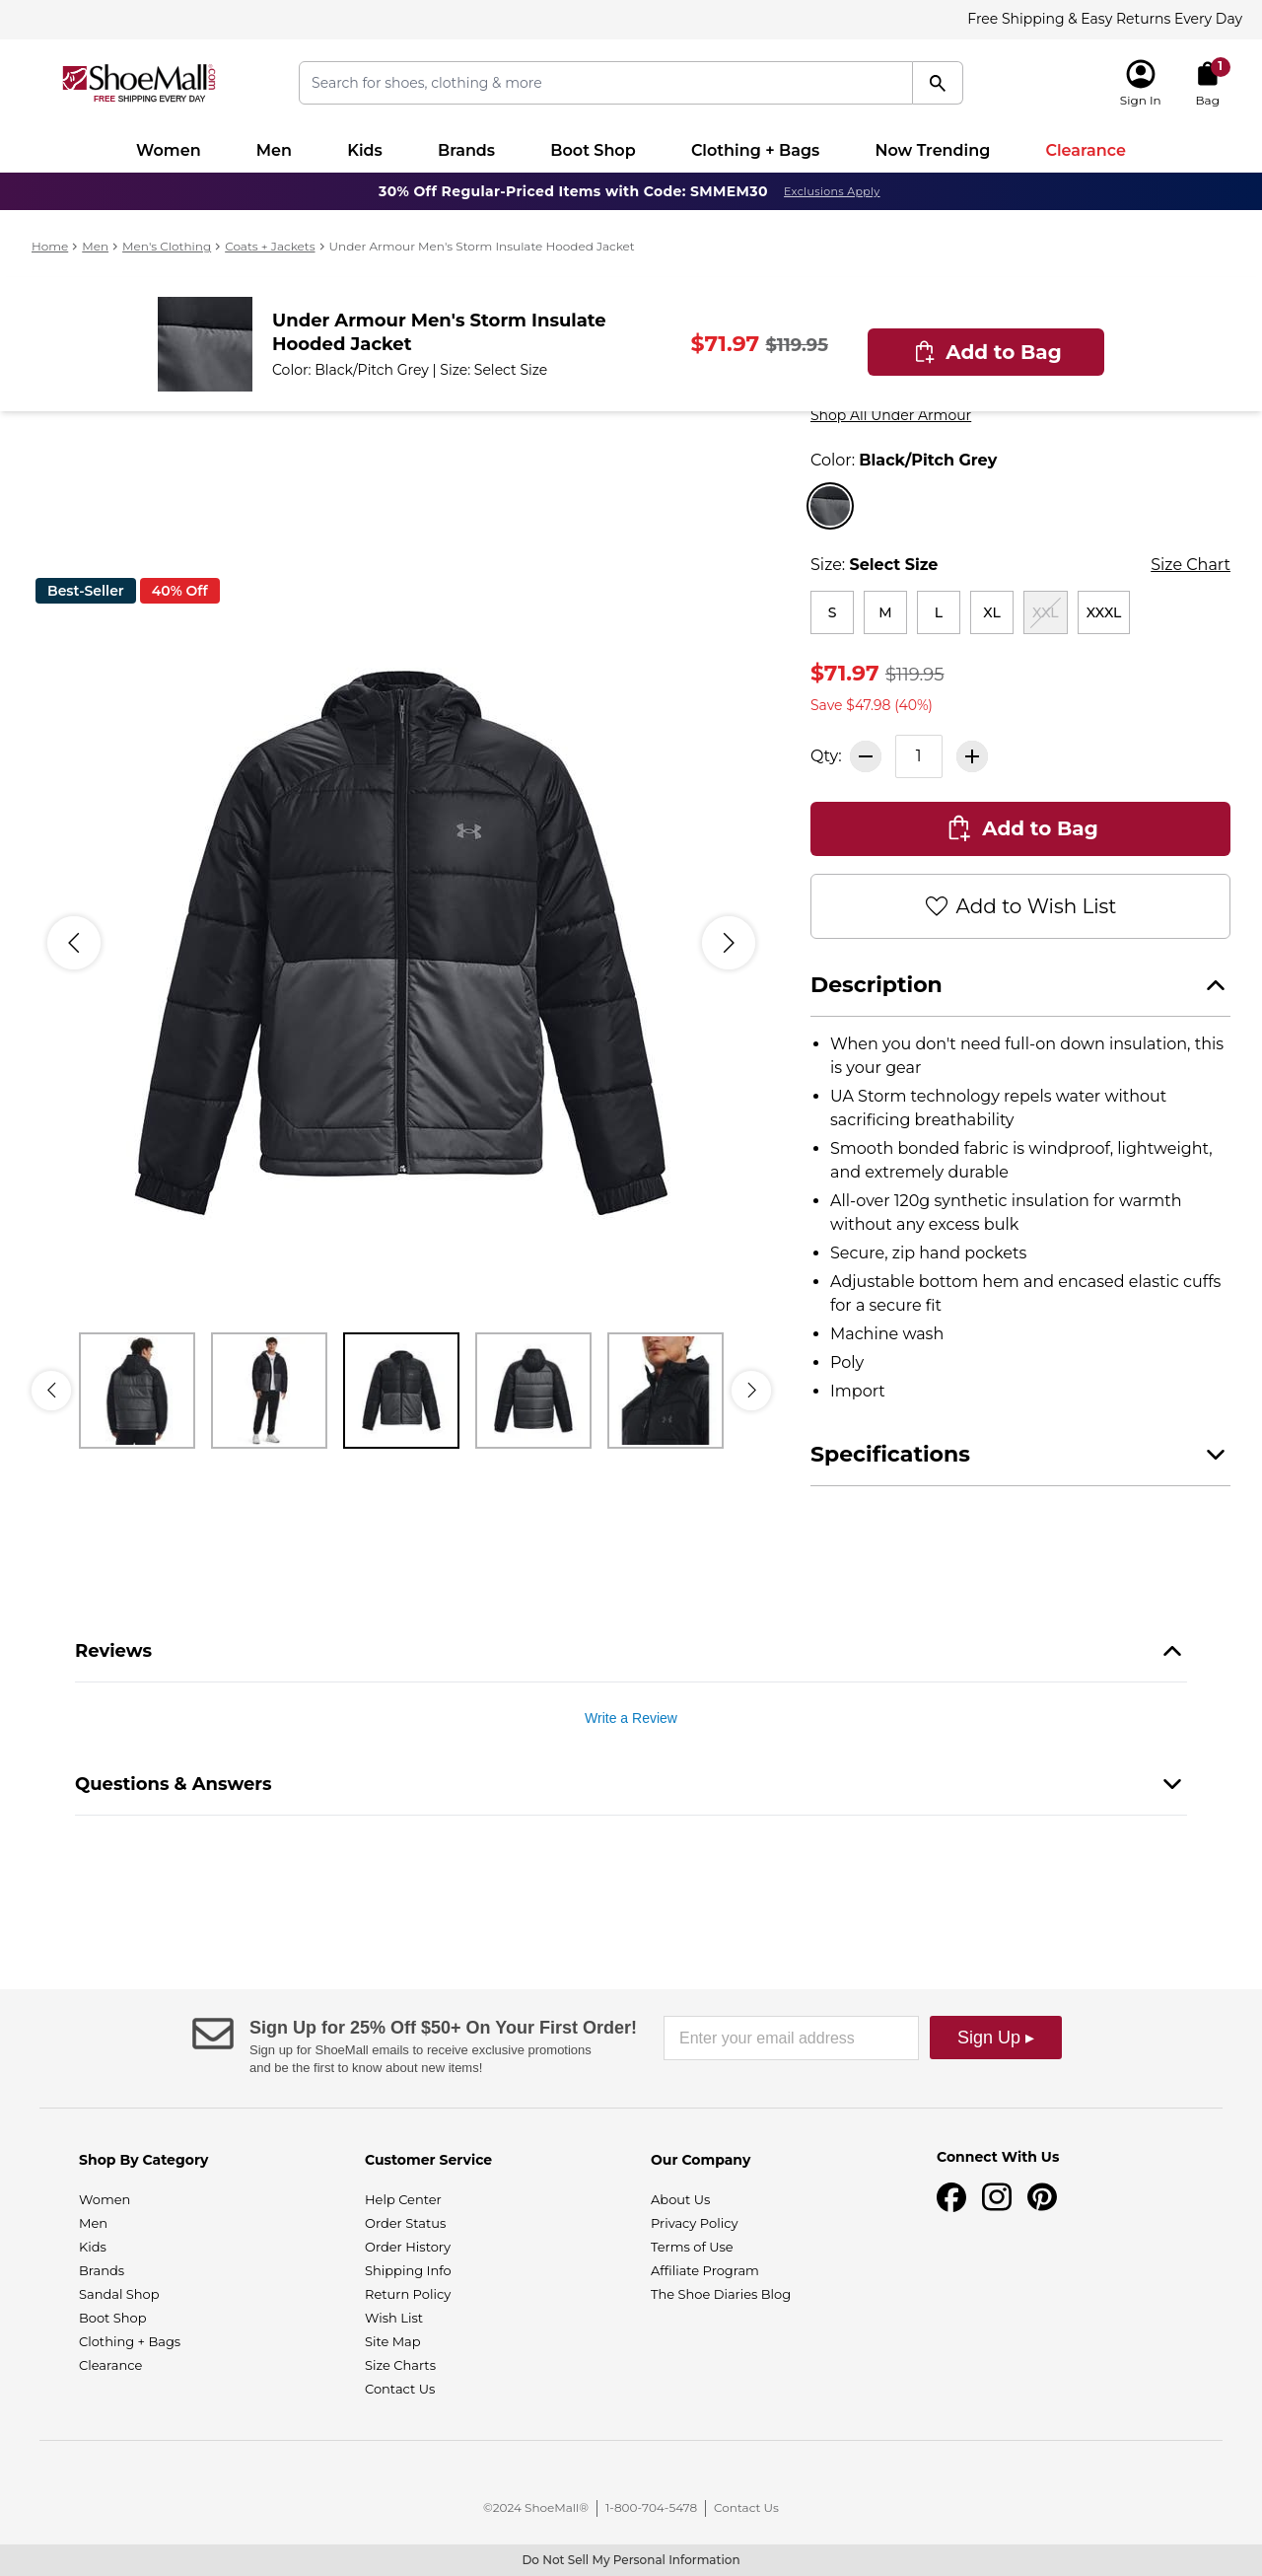 Free Shipping & Easy Returns Every Day
ShoeMall.com
FREE SHIPPING EVERY DAY
Search for shoes, clothing & more
Sign In
1
Bag
Women Men Kids Brands Boot Shop Clothing + Bags Now Trending Clearance
30% Off Regular-Priced Items with Code: SMMEM30 Exclusions Apply
Home > Men > Men's Clothing > Coats + Jackets > Under Armour Men's Storm Insulate Hooded Jacket
Under Armour Men's Storm Insulate
Hooded Jacket
Color: Black/Pitch Grey | Size: Select Size
$71.97 $119.95
Add to Bag
Shop All Under Armour
Color: Black/Pitch Grey
Size: Select Size
Size Chart
S M L XL XXL XXXL
Best-Seller
40% Off
$71.97 $119.95
Save $47.98 (40%)
Qty: 1
Add to Bag
Add to Wish List
Description
• When you don't need full-on down insulation, this
is your gear
• UA Storm technology repels water without
sacrificing breathability
• Smooth bonded fabric is windproof, lightweight,
and extremely durable
• All-over 120g synthetic insulation for warmth
without any excess bulk
• Secure, zip hand pockets
• Adjustable bottom hem and encased elastic cuffs
for a secure fit
• Machine wash
• Poly
• Import
Specifications
Reviews
Write a Review
Questions & Answers
Sign Up for 25% Off $50+ On Your First Order!
Sign up for ShoeMall emails to receive exclusive promotions
and be the first to know about new items!
Enter your email address
Sign Up ▸
Shop By Category
Women
Men
Kids
Brands
Sandal Shop
Boot Shop
Clothing + Bags
Clearance
Customer Service
Help Center
Order Status
Order History
Shipping Info
Return Policy
Wish List
Site Map
Size Charts
Contact Us
Our Company
About Us
Privacy Policy
Terms of Use
Affiliate Program
The Shoe Diaries Blog
Connect With Us
©2024 ShoeMall® | 1-800-704-5478 | Contact Us
Do Not Sell My Personal Information